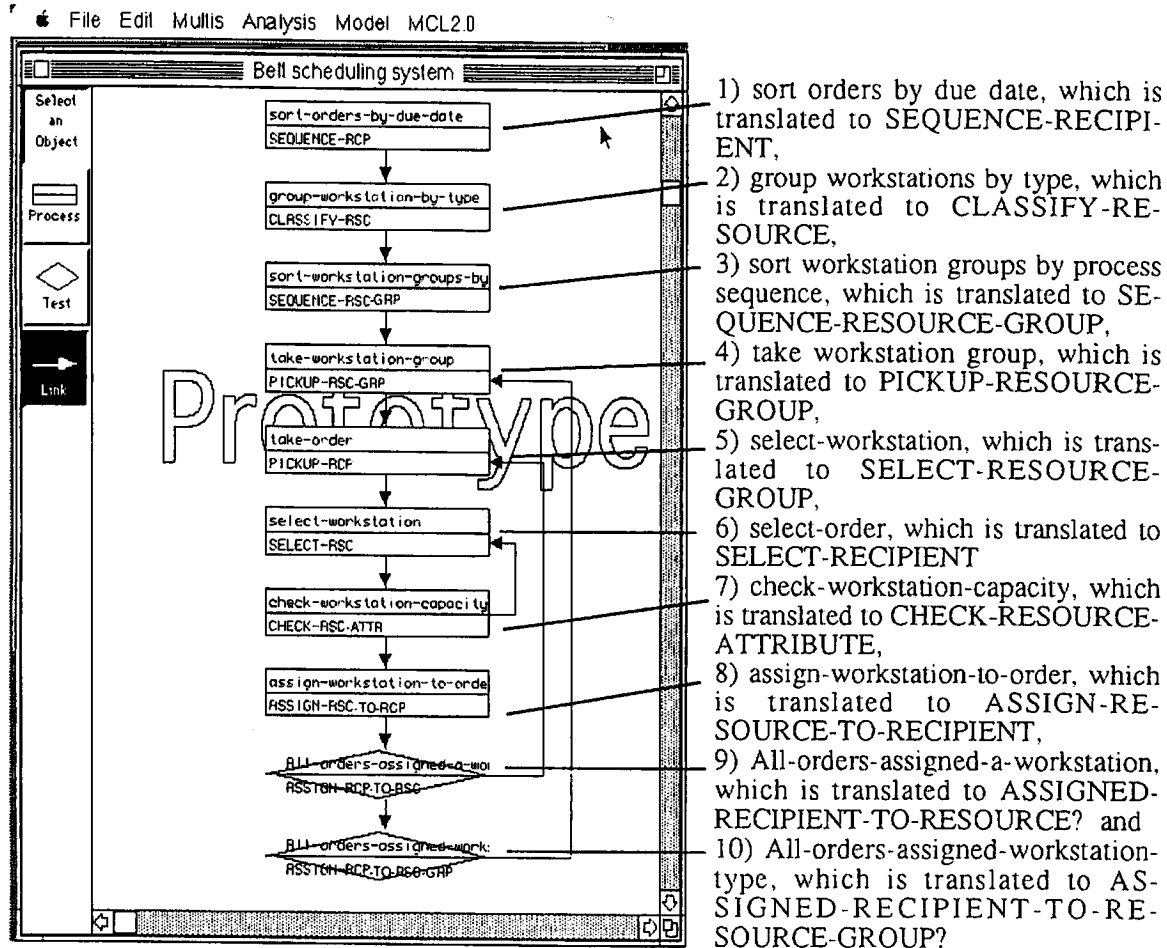 File Edit Multis Analysis Model MCL2.0
Bell scheduling system
Select
an
Object
Process
Test
Link
sort-orders-by-due-date
SEQUENCE-RCP
group-workstation-by-type
CLASSIFY-RSC
sort-workstation-groups-by
SEQUENCE-RSC-GRP
take-workstation-group
PICKUP-RSC-GRP
Prototype
take-order
PICKUP-RCP
select-workstation
SELECT-RSC
check-workstation-capacity
CHECK-RSC-ATTR
assign-workstation-to-orde
ASSIGN-RSC-TO-RCP
All-orders-assigned-a-wor
ASSIGN-RCP-TO-RSC
All-orders-assigned-work:
ASSIGN-RCP-TO-RSC-GRP
1) sort orders by due date, which is
translated to SEQUENCE-RECIPI-
ENT,
2) group workstations by type, which
is translated to CLASSIFY-RE-
SOURCE,
3) sort workstation groups by process
sequence, which is translated to SE-
QUENCE-RESOURCE-GROUP,
4) take workstation group, which is
translated to PICKUP-RESOURCE-
GROUP,
5) select-workstation, which is trans-
lated to SELECT-RESOURCE-
GROUP,
6) select-order, which is translated to
SELECT-RECIPIENT
7) check-workstation-capacity, which
is translated to CHECK-RESOURCE-
ATTRIBUTE,
8) assign-workstation-to-order, which
is translated to ASSIGN-RE-
SOURCE-TO-RECIPIENT,
9) All-orders-assigned-a-workstation,
which is translated to ASSIGNED-
RECIPIENT-TO-RESOURCE? and
10) All-orders-assigned-workstation-
type, which is translated to AS-
SIGNED-RECIPIENT-TO-RE-
SOURCE-GROUP?